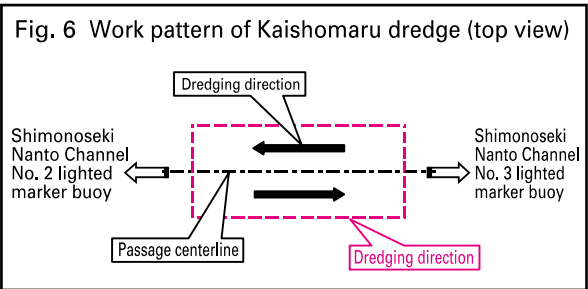 Fig. 6 Work pattern of Kaishomaru dredge (top view)
Dredging direction
Shimonoseki
Nanto Channel
No. 2 lighted
marker buoy
Shimonoseki
Nanto Channel
No. 3 lighted
marker buoy
Passage centerline
Dredging direction